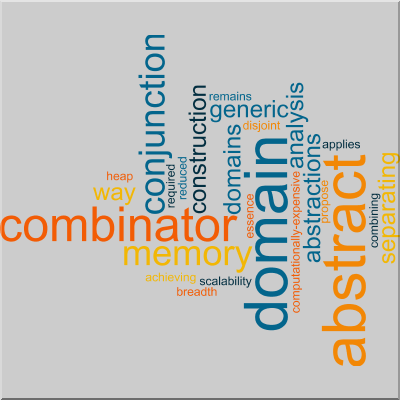 conjunction
remains
generic
disjoint
construction
domains
analysis
required
reduced
heap
way
combinator
memory
achieving
scalability
breadth
essence
domain
computationally-expensive
abstractions
propose
applies
abstract
combining
separating